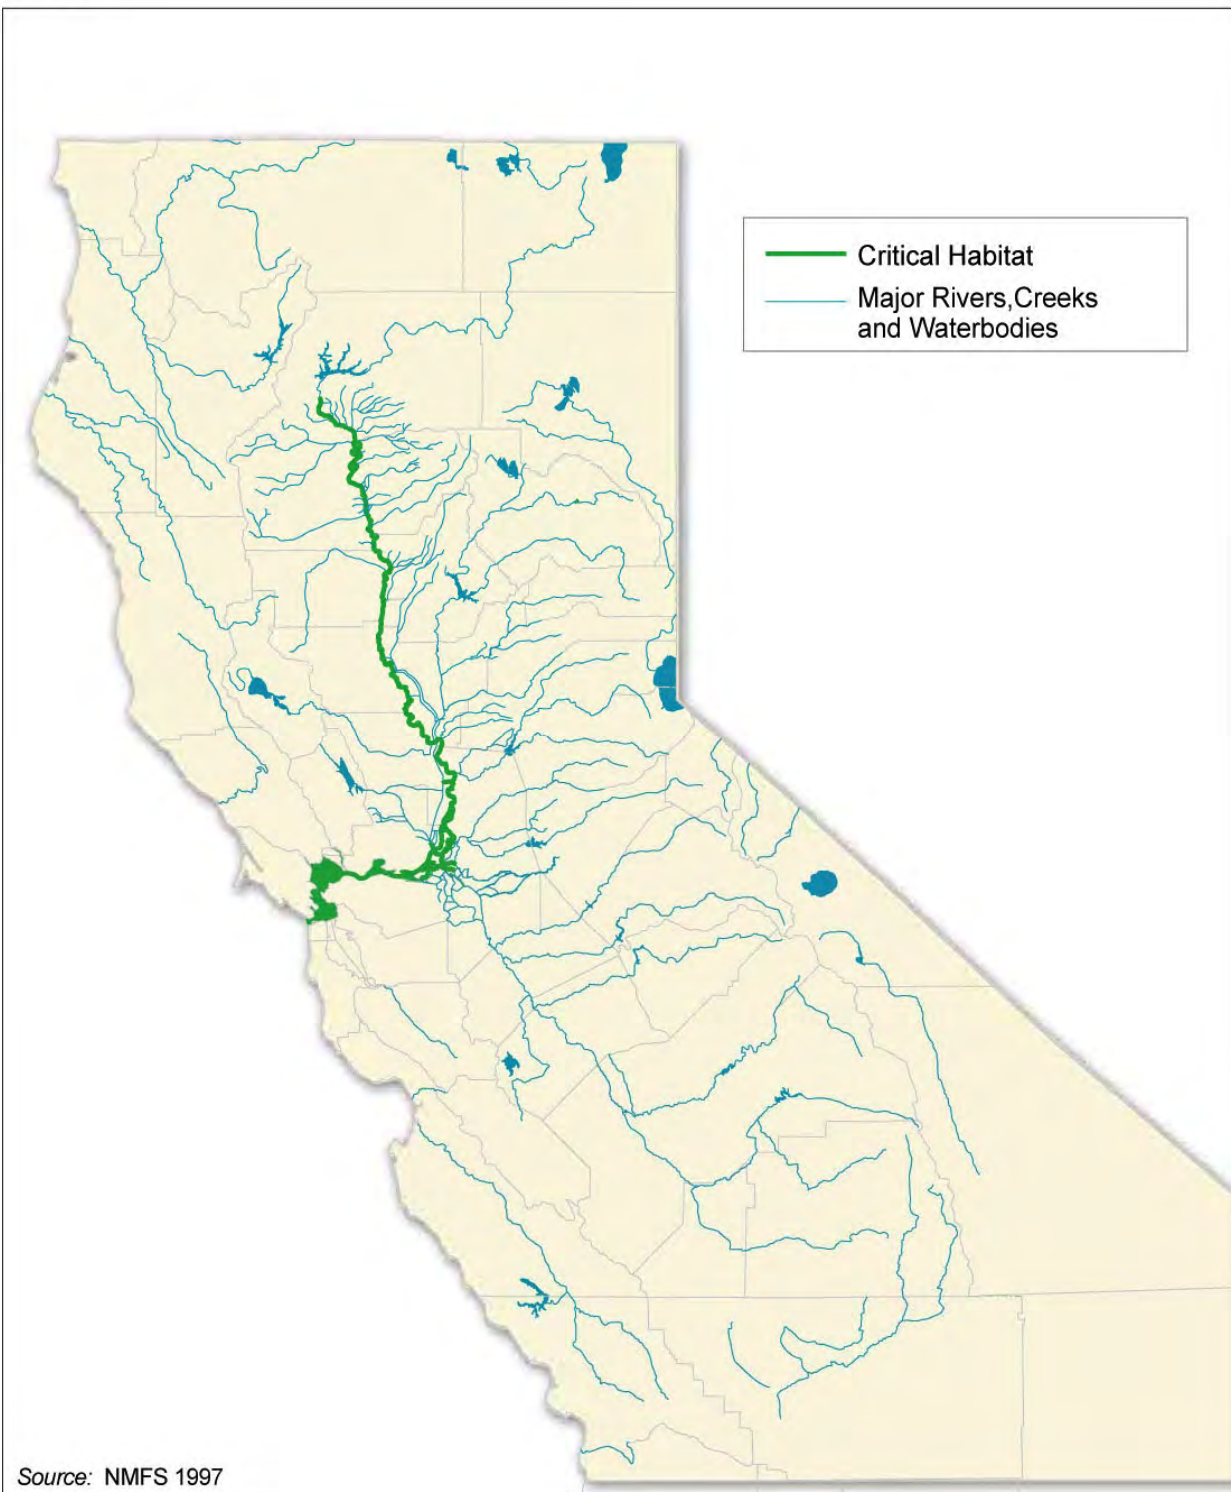 Critical Habitat
Major Rivers,Creeks
and Waterbodies
Source: NMFS 1997